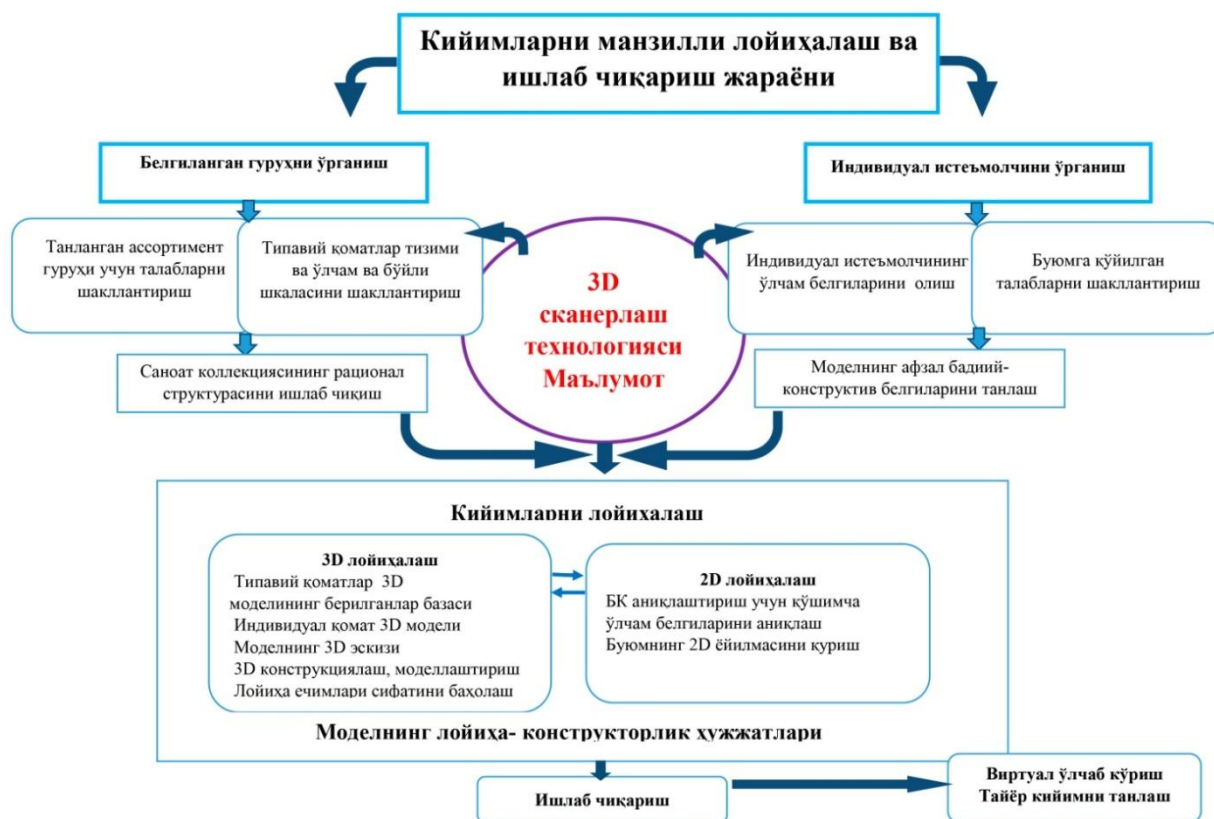 Кийимларни манзилли лойиҳалаш ва
ишлаб чиқариш жараёни
Белгиланган гуруҳни ўрганиш
Индивидуал истеъмолчини ўрганиш
Танланган ассортимент
гуруҳи учун талабларни
шакллантириш
Типавий қоматлар тизими
ва ўлчам ва бўйли
шкаласини шакллантириш
3D
сканерлаш
технологияси
Маълумот
Индивидуал истеъмолчининг
ўлчам белгиларини олиш
Буюмга қўйилган
талабларни шакллантириш
Саноат коллекциясининг рационал
структурасини ишлаб чиқиш
Моделнинг афзал бадиий-
конструктив белгиларини танлаш
Кийимларни лойиҳалаш
3D лойиҳалаш
Типавий қоматлар 3D
моделининг берилганлар базаси
Индивидуал қомат 3D модели
Моделнинг 3D эскизи
3D конструкциялаш, моделлаштириш
Лойиҳа ечимлари сифатини баҳолаш
2D лойиҳалаш
БК аниқлаштириш учун қўшимча
ўлчам белгиларини аниқлаш
Буюмнинг 2D ёйилмасини қуриш
Моделнинг лойиҳа- конструкторлик ҳужжатлари
Ишлаб чиқариш
Виртуал ўлчаб кўриш
Тайёр кийимни танлаш